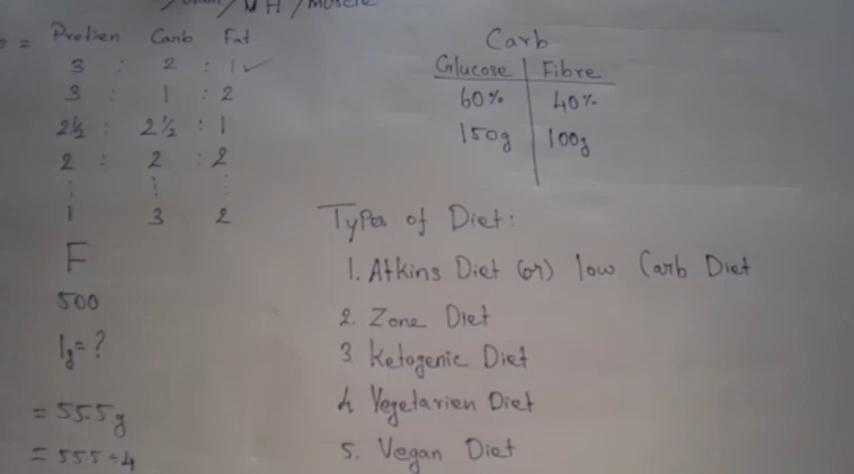 / MH / Muscle
= Protien Carb Fat
3 : 2 : 1 ✓
3 : 1 : 2
2½ : 2½ : 1
2 : 2 : 2
⋮ ⋮ ⋮
1 3 2
F
500
1g = ?
= 55.5g
= 55.5 ÷ 4
Carb
Glucose | Fibre
60% | 40%
150g | 100g
Types of Diet:
1. Atkins Diet (or) low Carb Diet
2. Zone Diet
3 Ketogenic Diet
4 Vegetarien Diet
5. Vegan Diet